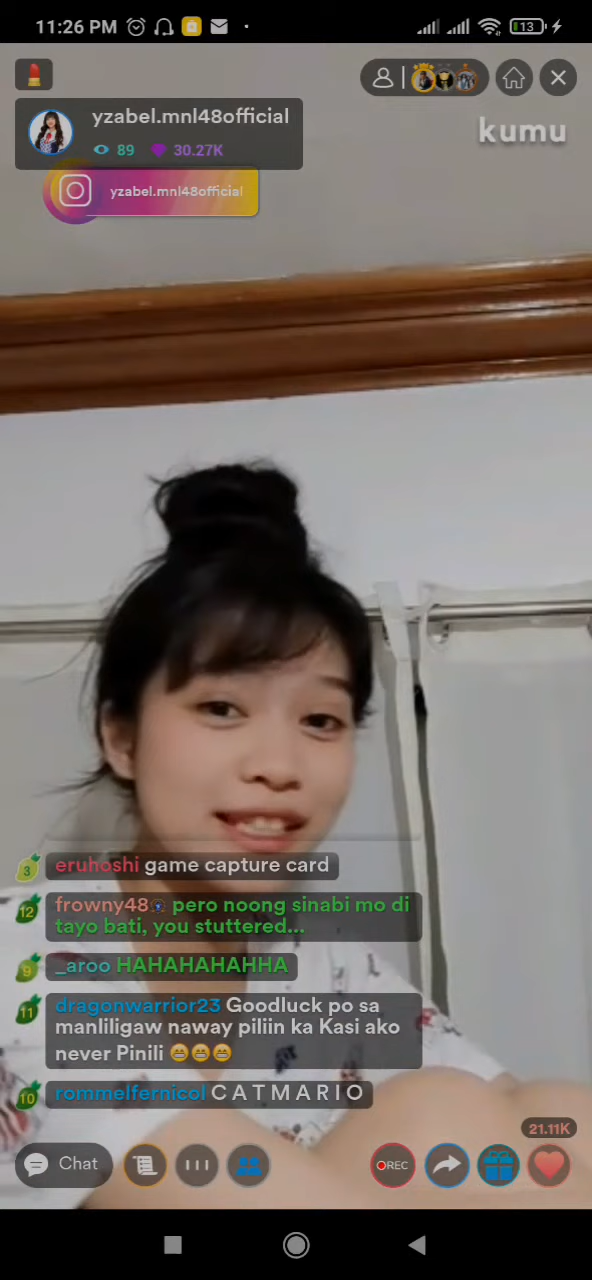 11:26 PM
13
yzabel.mnl48official
89 30.27K
kumu
yzabel.mnl48official
3 eruhoshi game capture card
12 frowny48 pero noong sinabi mo di
tayo bati, you stuttered...
9 _aroo HAHAHAHAHHA
11 dragonwarrior23 Goodluck po sa
manliligaw naway piliin ka Kasi ako
never Pinili 😁😁😁
10 rommelfernicol C A T M A R I O
21.11K
Chat
REC